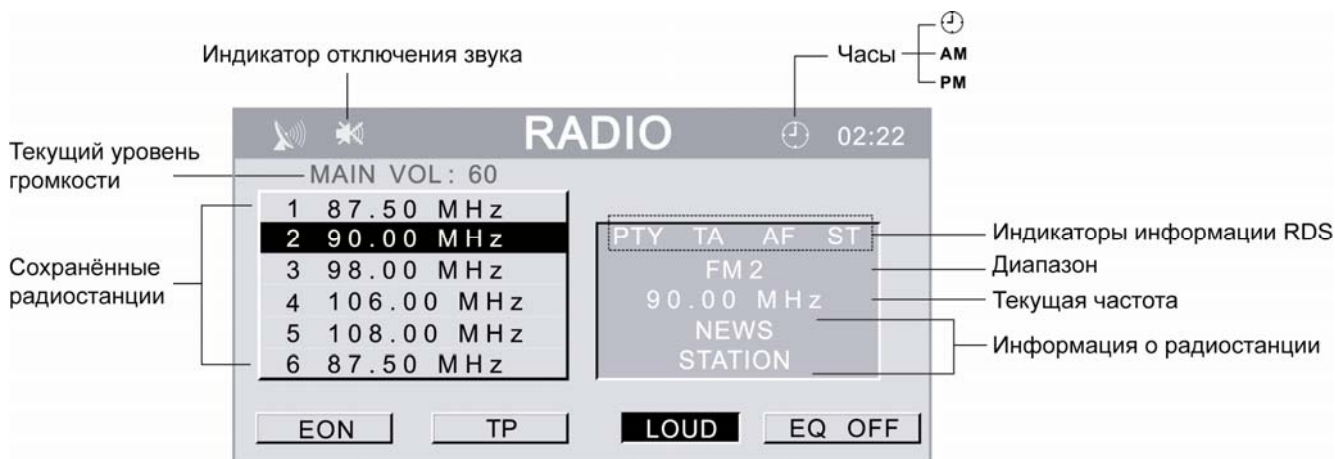 Индикатор отключения звука
Часы
AM
PM
RADIO
02:22
Текущий уровень
громкости
MAIN VOL: 60
Сохранённые
радиостанции
1 87.50 MHz
2 90.00 MHz
3 98.00 MHz
4 106.00 MHz
5 108.00 MHz
6 87.50 MHz
PTY TA AF ST
FM 2
90.00 MHz
NEWS
STATION
Индикаторы информации RDS
Диапазон
Текущая частота
Информация о радиостанции
EON
TP
LOUD
EQ OFF